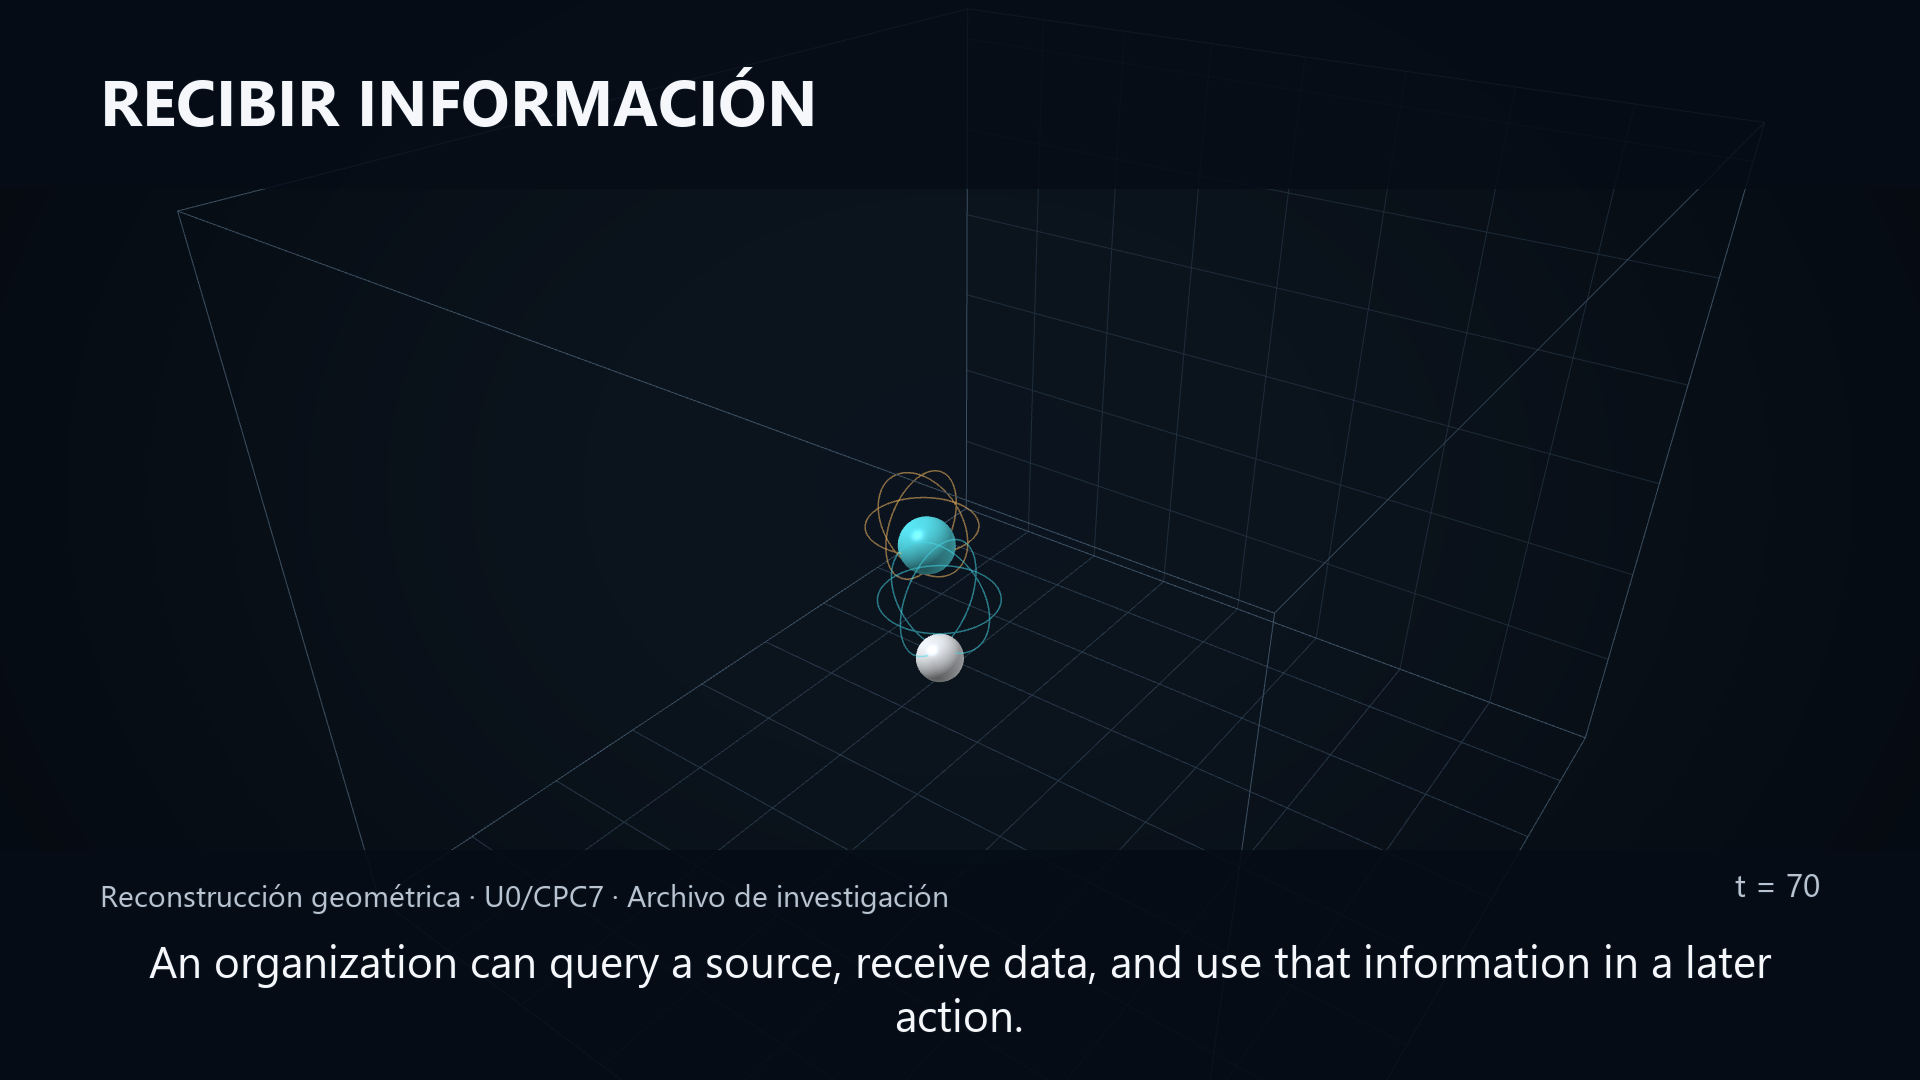 RECIBIR INFORMACIÓN
Reconstrucción geométrica · U0/CPC7 · Archivo de investigación
t = 70
An organization can query a source, receive data, and use that information in a later
action.